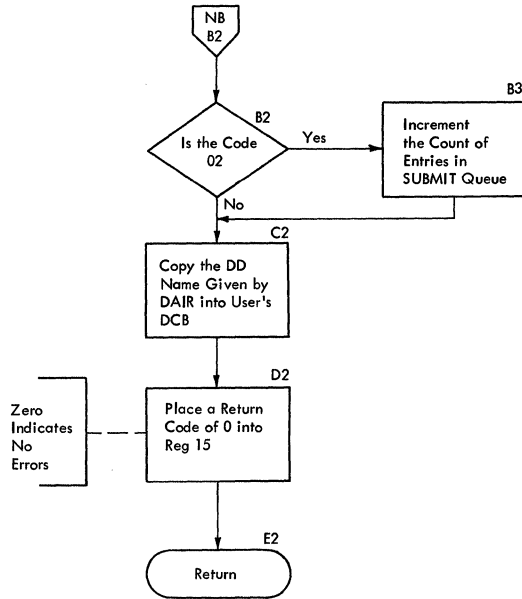 NB
B2
B2
Is the Code
02
Yes
B3
Increment
the Count of
Entries in
SUBMIT Queue
No
C2
Copy the DD
Name Given by
DAIR into User's
DCB
D2
Place a Return
Code of 0 into
Reg 15
Zero
Indicates
No
Errors
E2
Return